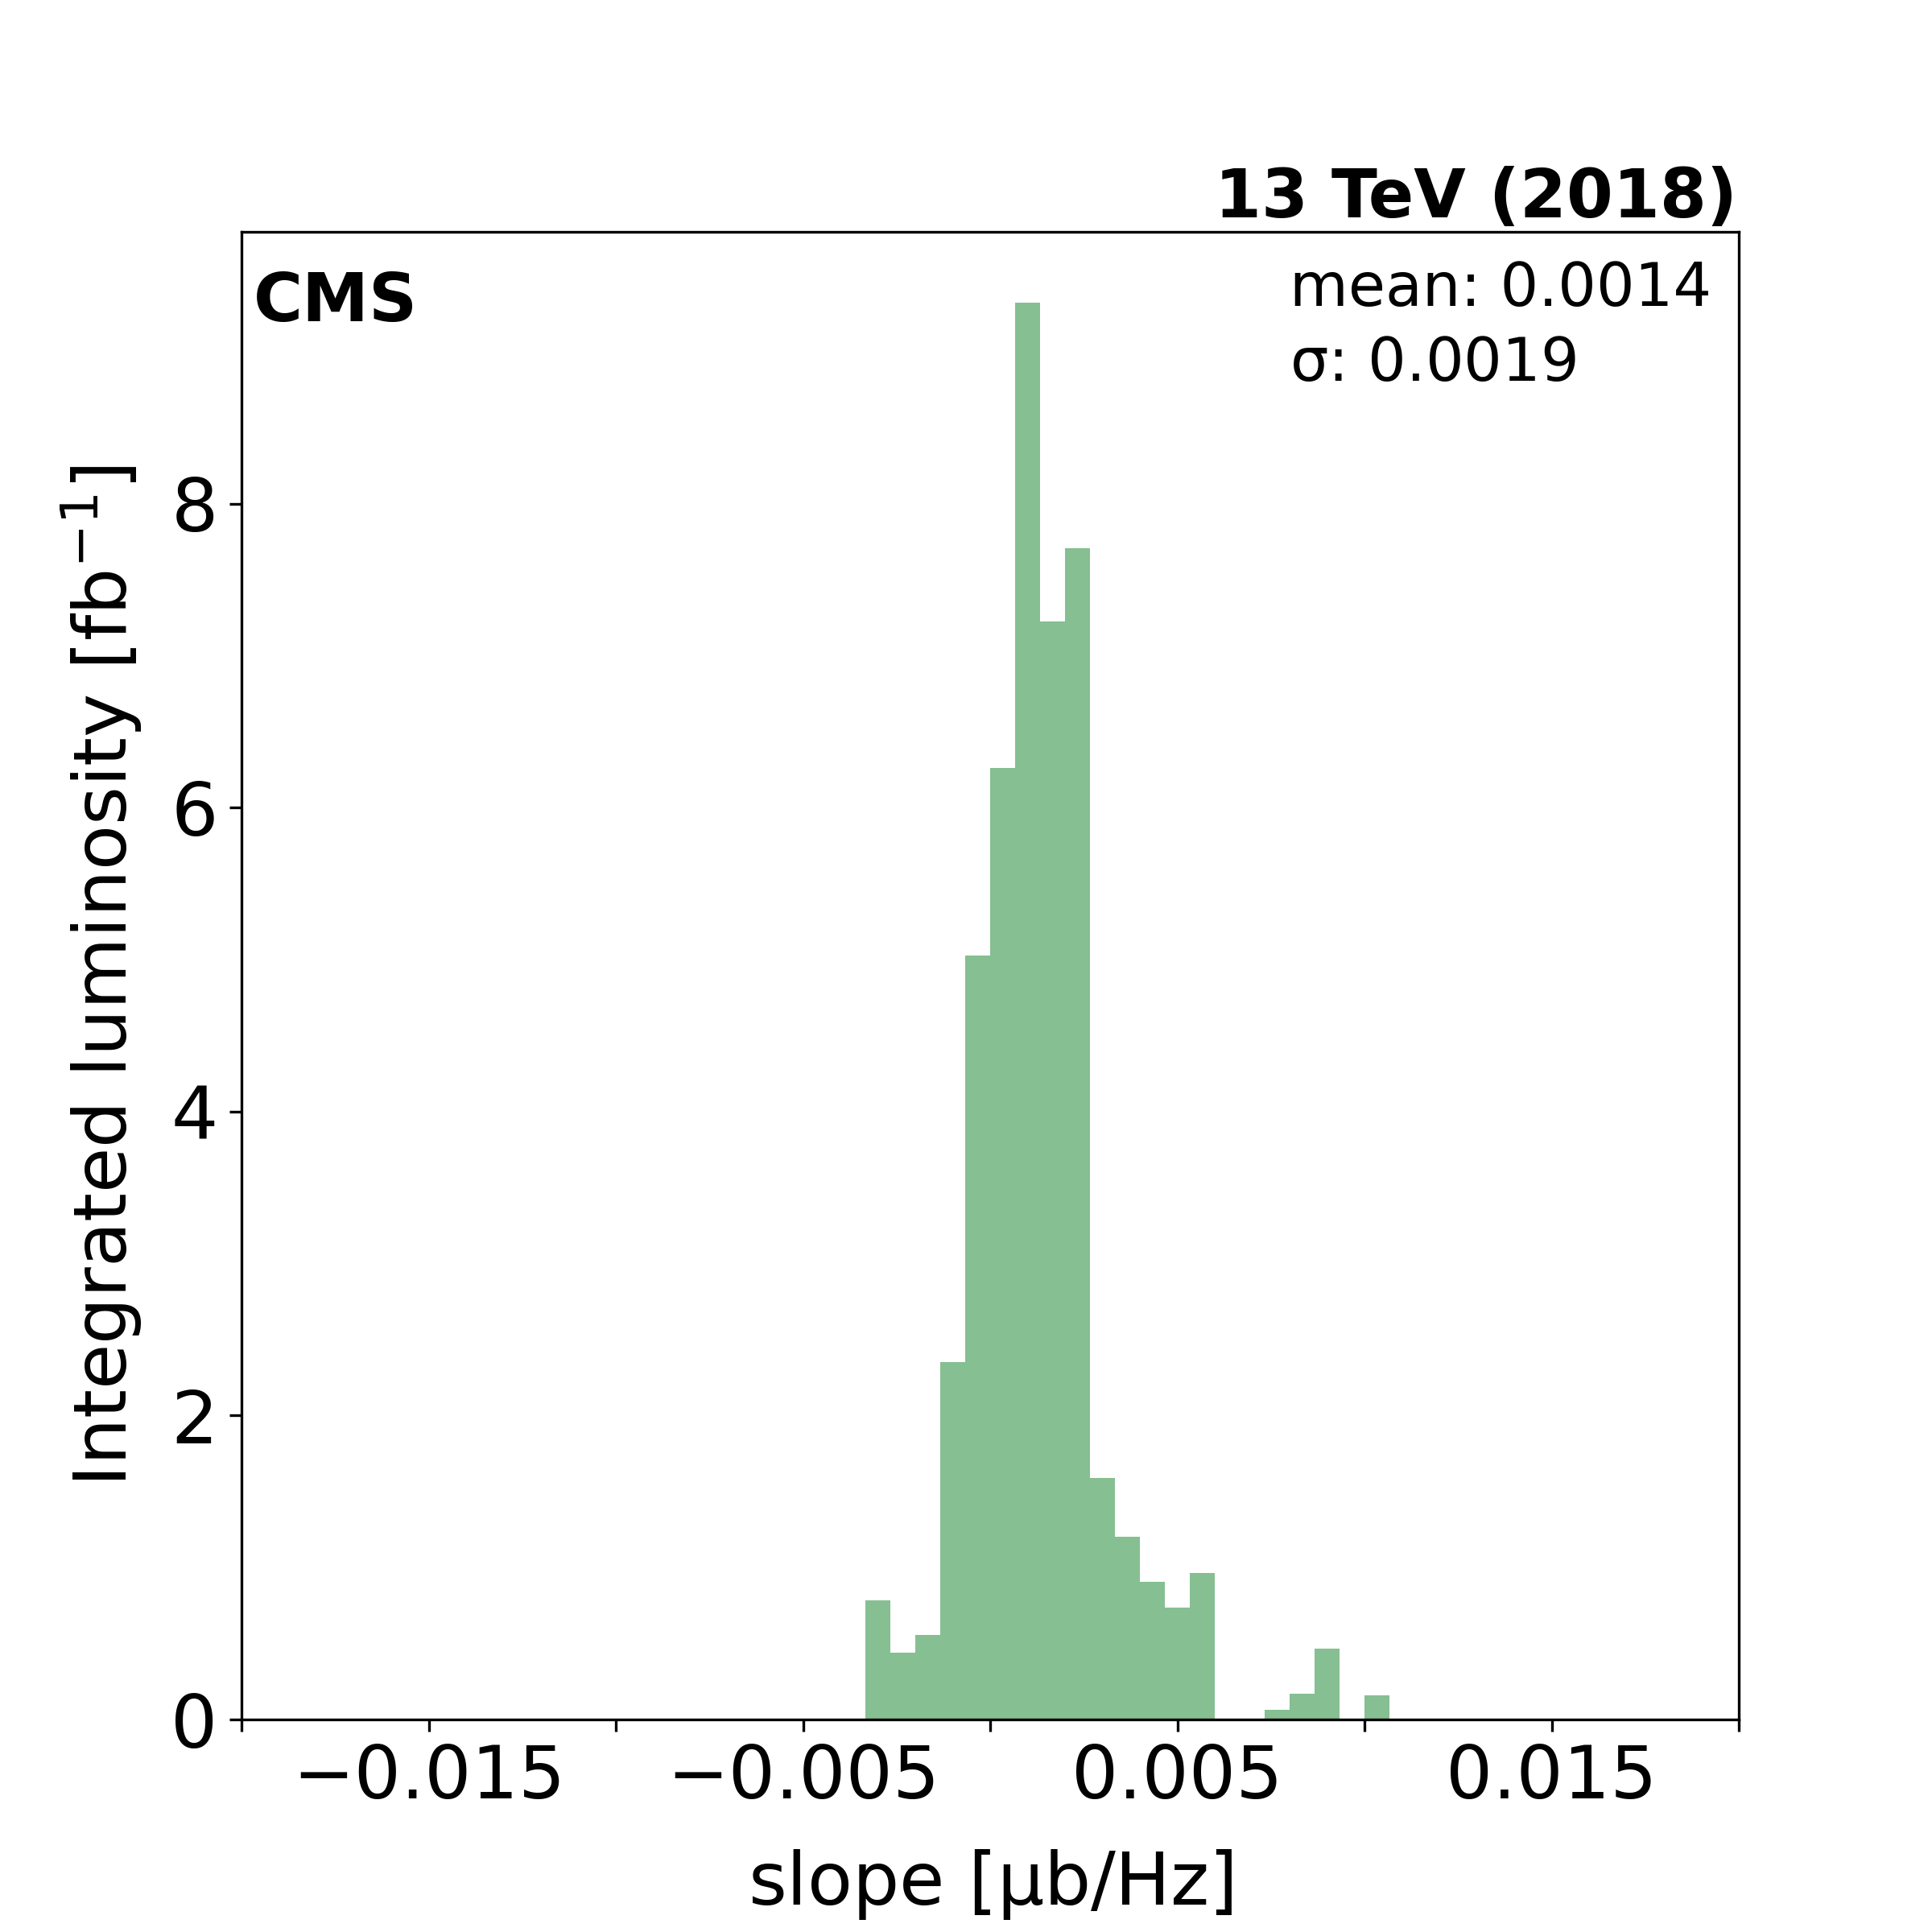 13 TeV (2018)
CMS
mean: 0.0014
σ: 0.0019
Integrated luminosity [fb⁻¹]
8
6
4
2
0
−0.015
−0.005
0.005
0.015
slope [μb/Hz]